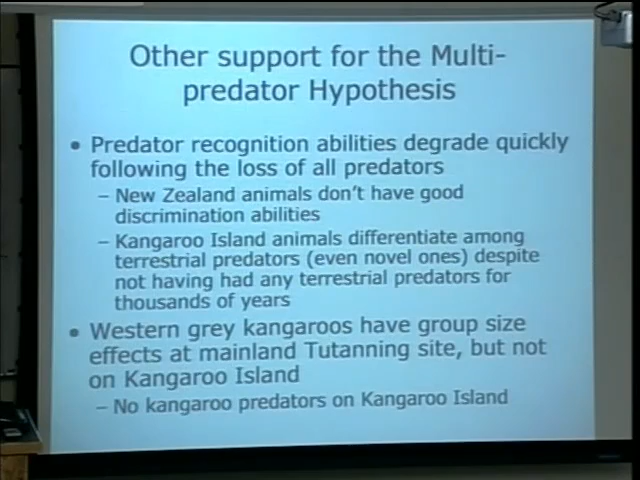 Other support for the Multi-
predator Hypothesis
• Predator recognition abilities degrade quickly
following the loss of all predators
– New Zealand animals don't have good
discrimination abilities
– Kangaroo Island animals differentiate among
terrestrial predators (even novel ones) despite
not having had any terrestrial predators for
thousands of years
• Western grey kangaroos have group size
effects at mainland Tutanning site, but not
on Kangaroo Island
– No kangaroo predators on Kangaroo Island